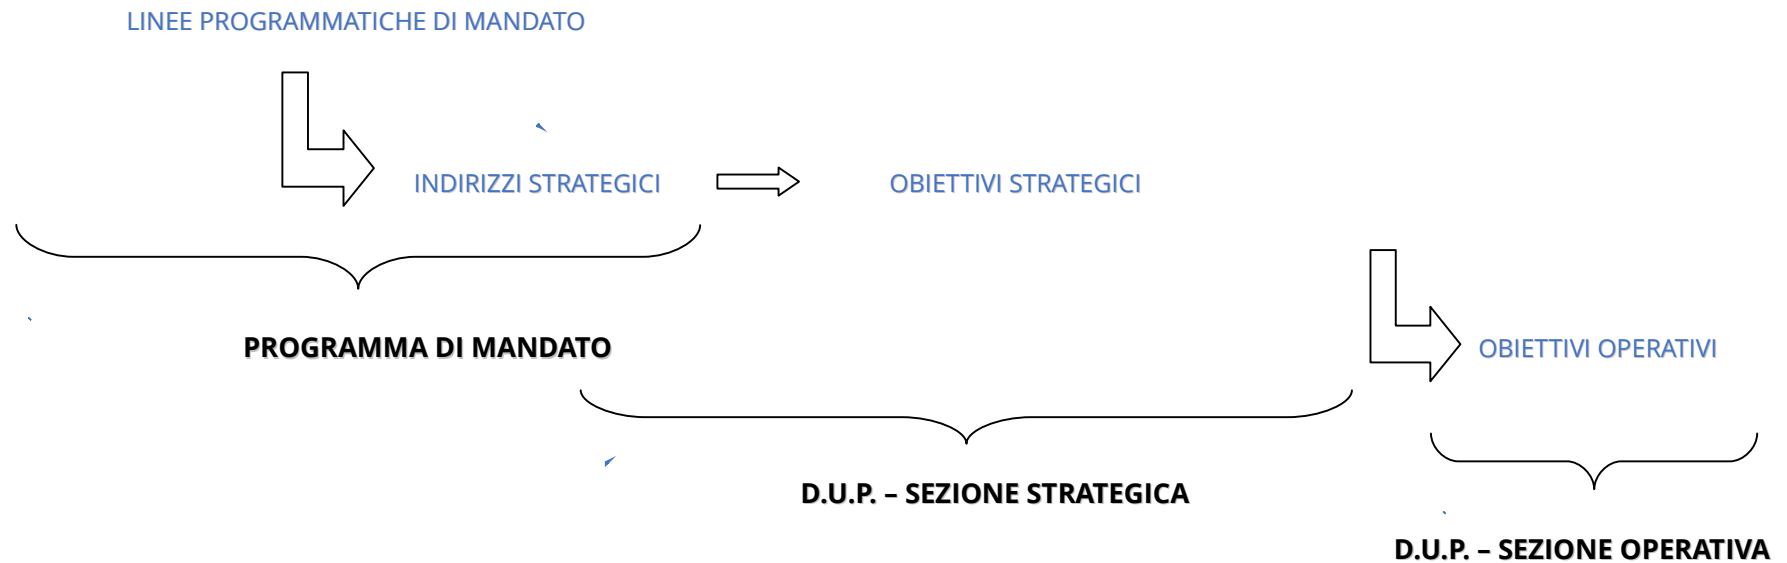 LINEE PROGRAMMATICHE DI MANDATO
INDIRIZZI STRATEGICI
OBIETTIVI STRATEGICI
PROGRAMMA DI MANDATO
OBIETTIVI OPERATIVI
D.U.P. – SEZIONE STRATEGICA
D.U.P. – SEZIONE OPERATIVA